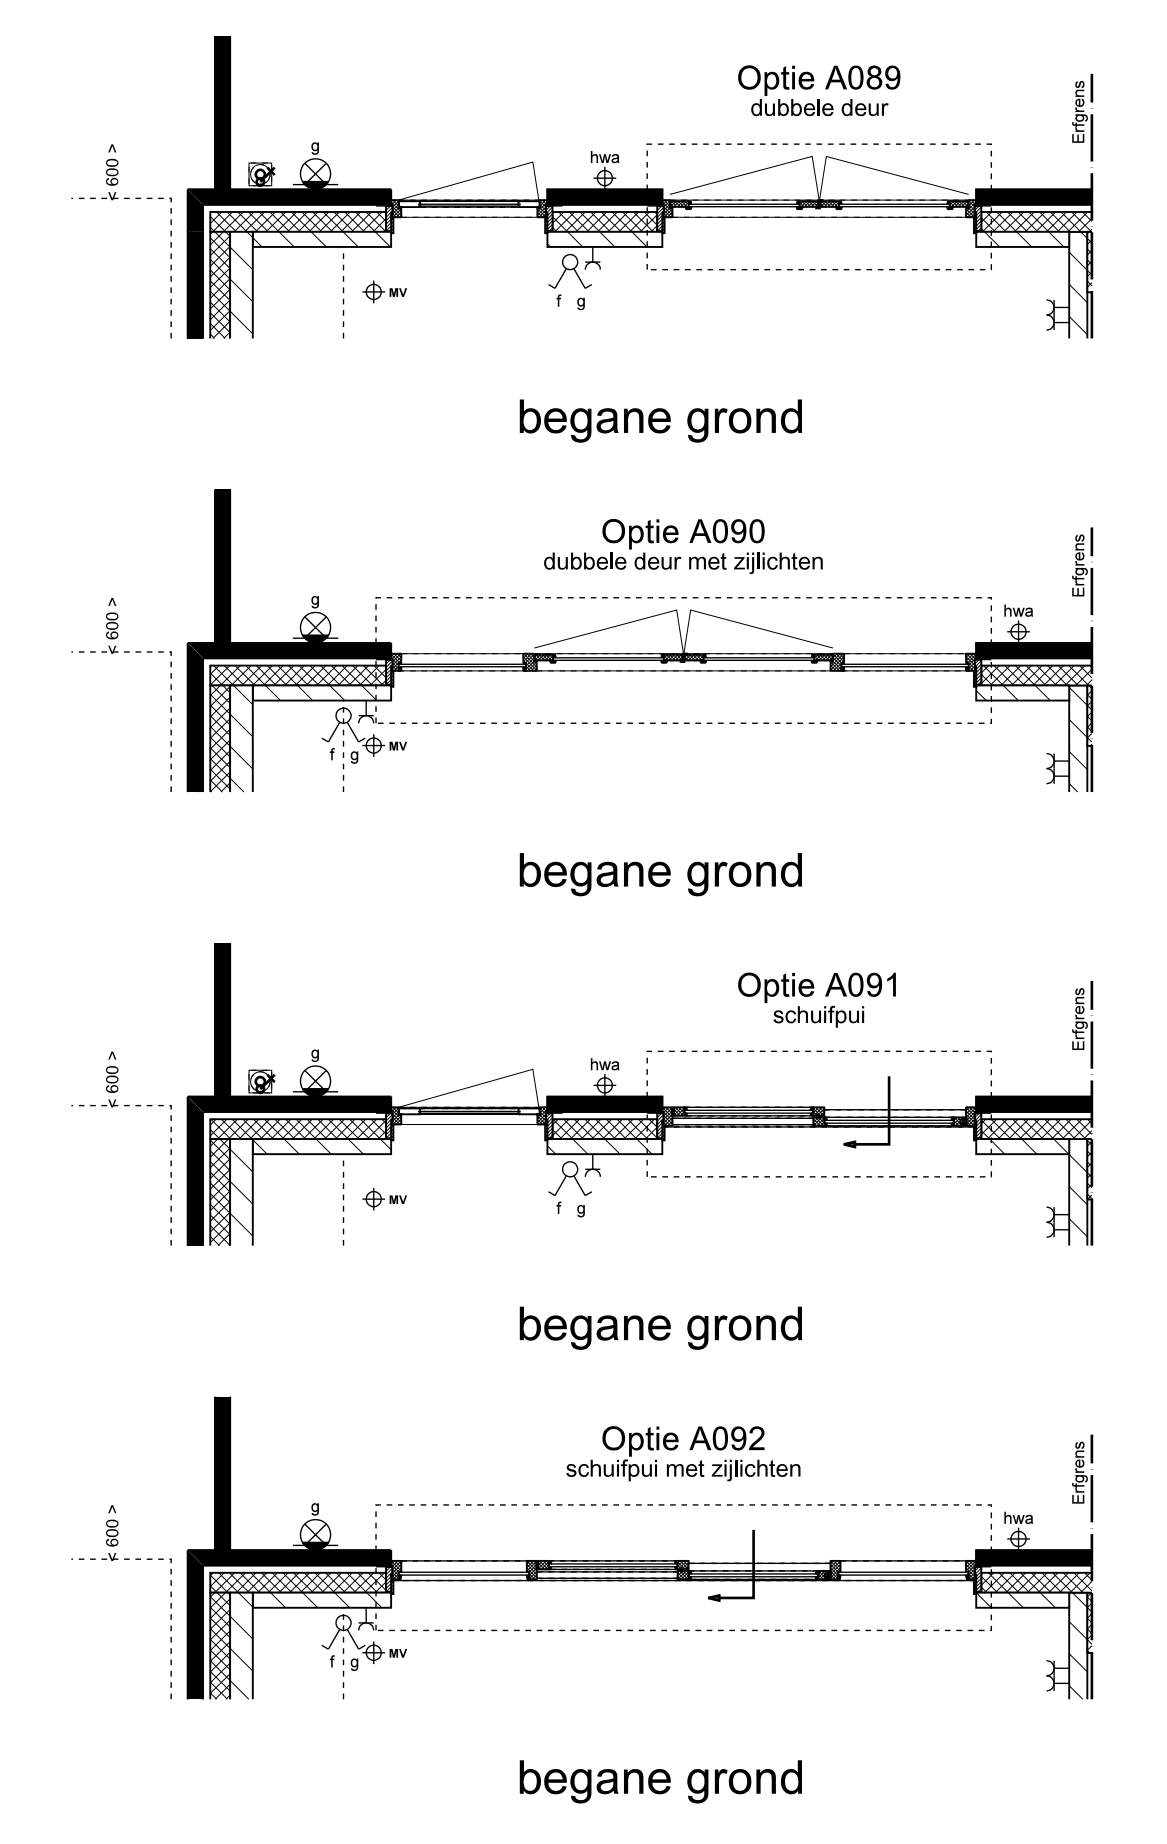 Optie A089
dubbele deur
Erfgrens
< 600 >
g
hwa
MV
f g
begane grond
Optie A090
dubbele deur met zijlichten
Erfgrens
< 600 >
g
hwa
f g
MV
begane grond
Optie A091
schuifpui
Erfgrens
< 600 >
g
hwa
MV
f g
begane grond
Optie A092
schuifpui met zijlichten
Erfgrens
< 600 >
g
hwa
f g
MV
begane grond